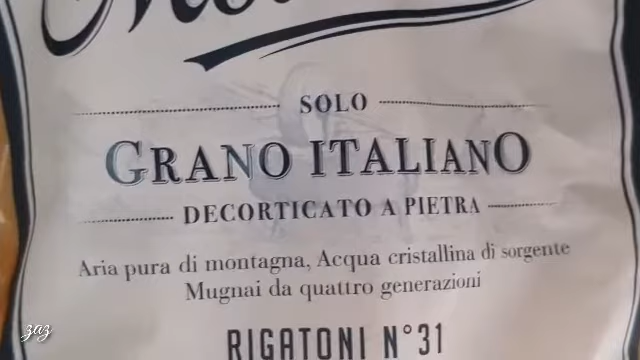 SOLO
GRANO ITALIANO
DECORTICATO A PIETRA
Aria pura di montagna, Acqua cristallina di sorgente
Mugnai da quattro generazioni
RIGATONI N°31
zaz